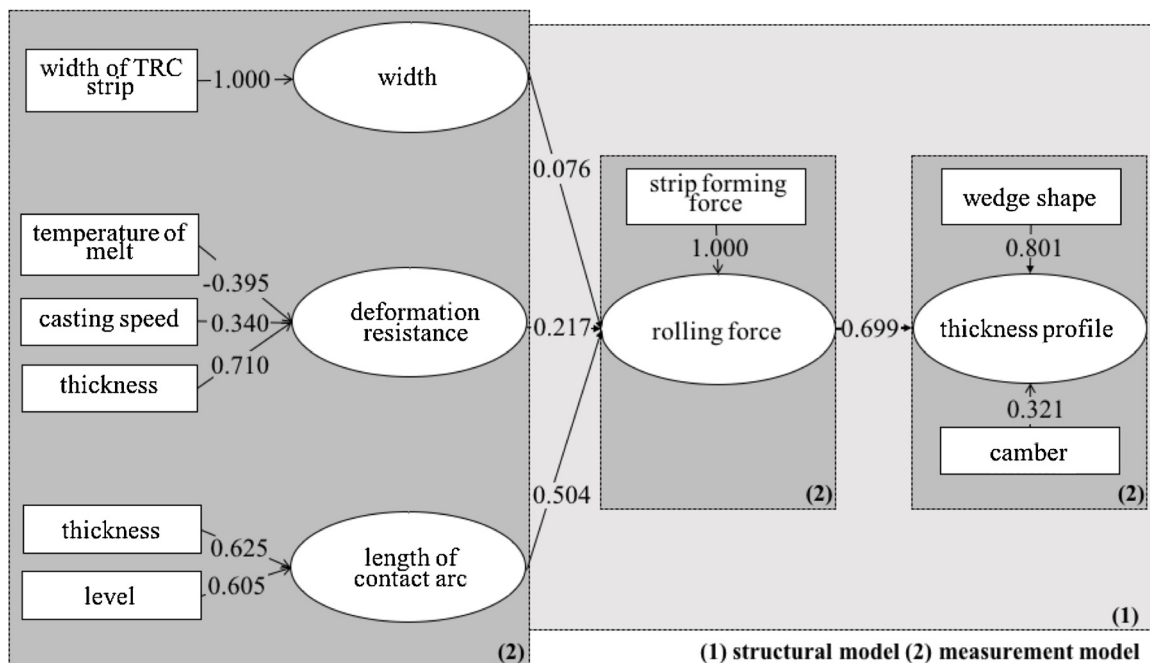 width of TRC
strip
1.000
width
0.076
temperature of
melt
-0.395
casting speed
0.340
thickness
0.710
deformation
resistance
0.217
thickness
0.625
level
0.605
length of
contact arc
0.504
strip forming
force
1.000
rolling force
(2)
0.699
wedge shape
0.801
thickness profile
0.321
camber
(2)
(2)
(1)
(1) structural model (2) measurement model